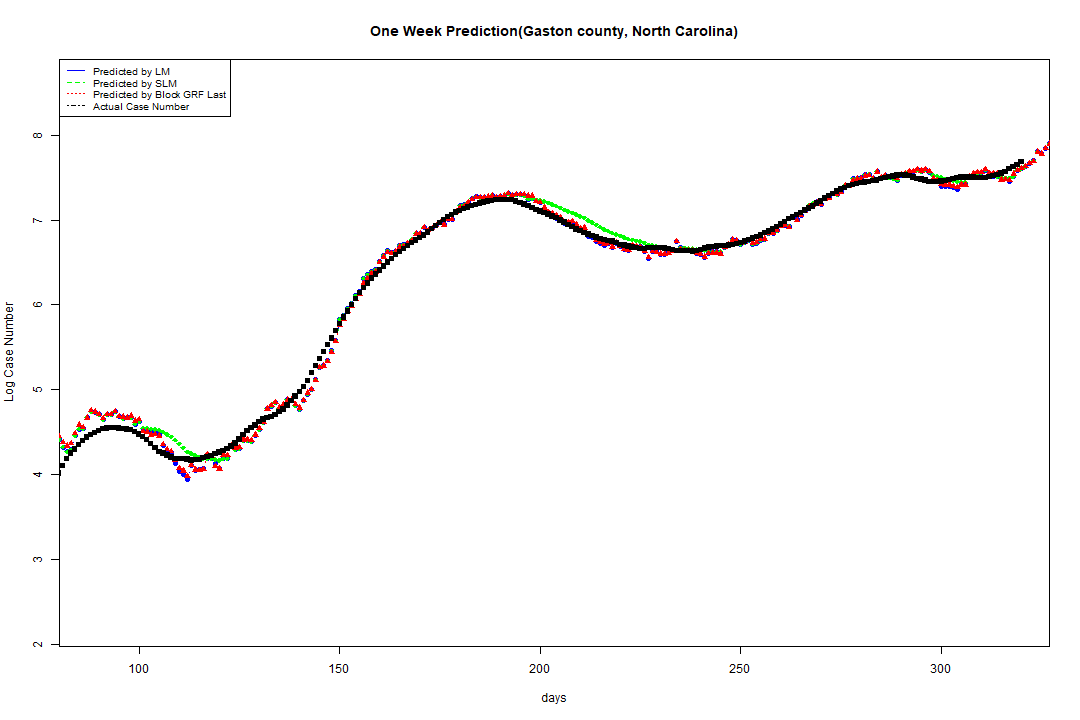 One Week Prediction(Gaston county, North Carolina)
Predicted by LM
Predicted by SLM
Predicted by Block GRF Last
Actual Case Number
Log Case Number
8
7
6
5
4
3
2
100 150 200 250 300
days